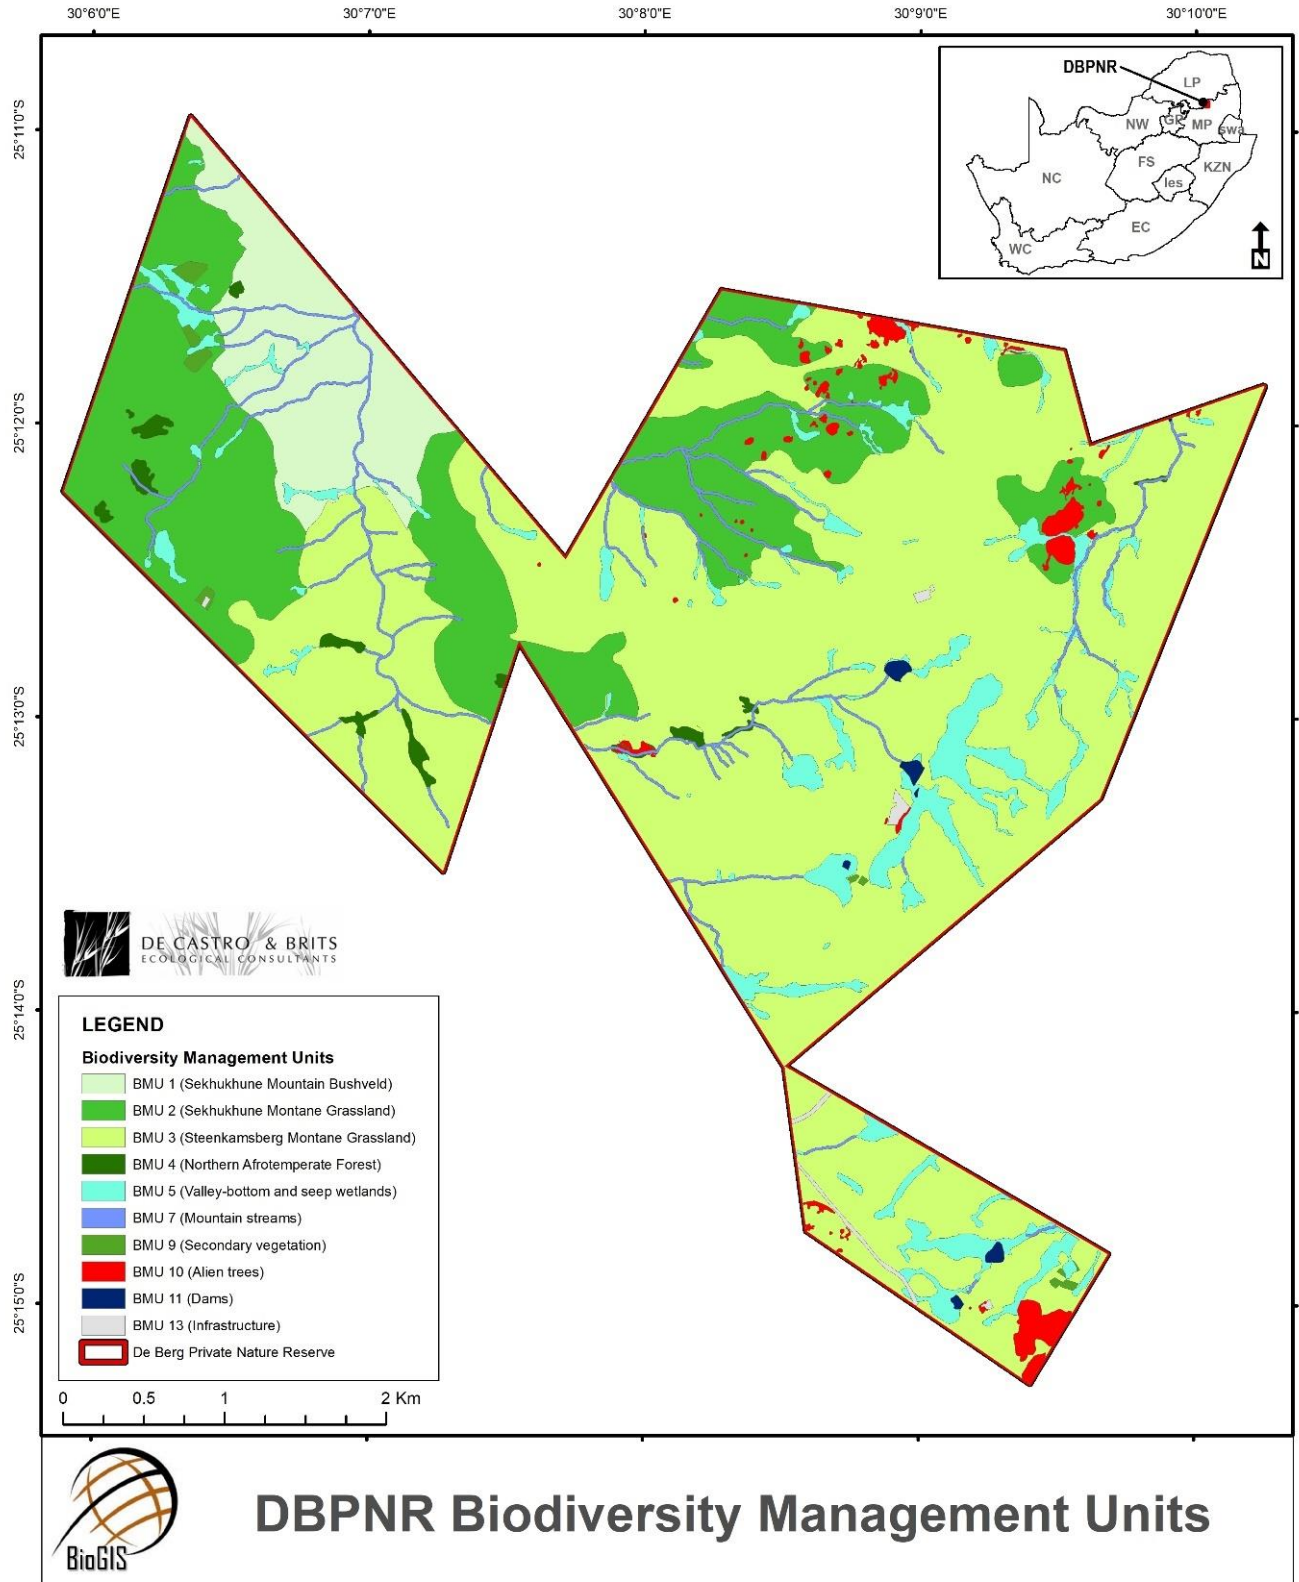 30°6'0"E 30°7'0"E 30°8'0"E 30°9'0"E 30°10'0"E
25°11'0"S
25°12'0"S
25°13'0"S
25°14'0"S
25°15'0"S
DBPNR
LP
NW
GP
MP
swa
FS
KZN
NC
les
EC
WC
N
DE CASTRO & BRITS
ECOLOGICAL CONSULTANTS
LEGEND
Biodiversity Management Units
BMU 1 (Sekhukhune Mountain Bushveld)
BMU 2 (Sekhukhune Montane Grassland)
BMU 3 (Steenkamsberg Montane Grassland)
BMU 4 (Northern Afrotemperate Forest)
BMU 5 (Valley-bottom and seep wetlands)
BMU 7 (Mountain streams)
BMU 9 (Secondary vegetation)
BMU 10 (Alien trees)
BMU 11 (Dams)
BMU 13 (Infrastructure)
De Berg Private Nature Reserve
0 0.5 1 2 Km
BioGIS
DBPNR Biodiversity Management Units